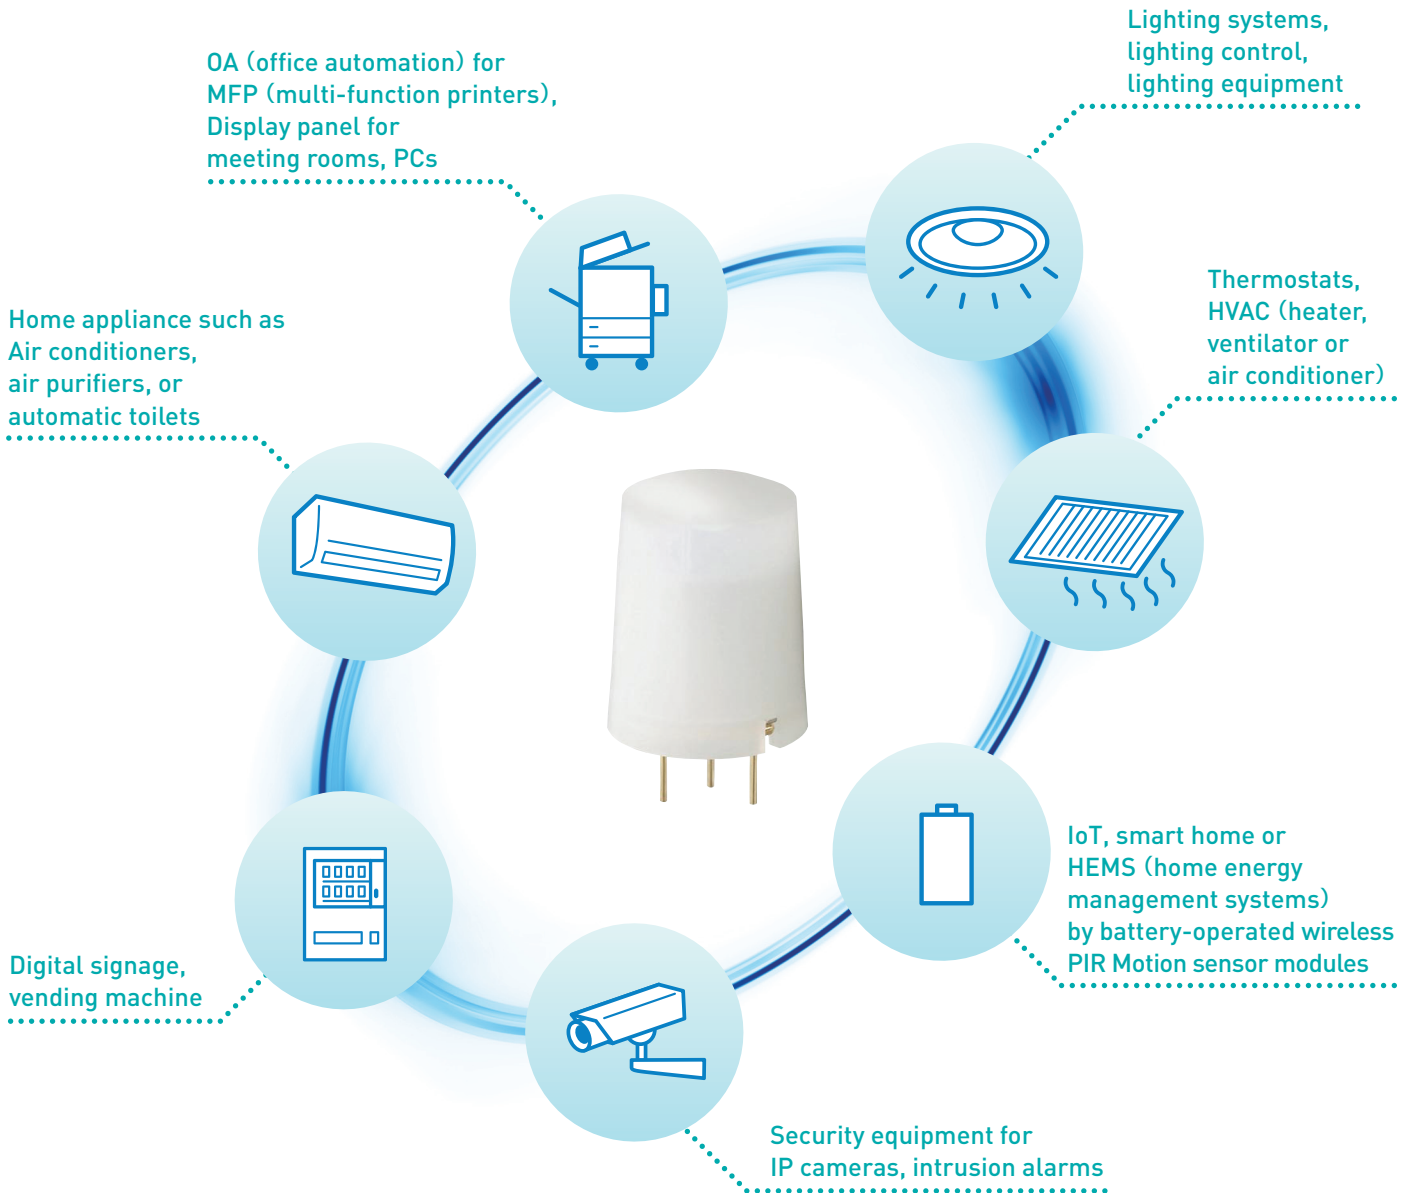 Lighting systems,
lighting control,
lighting equipment
OA (office automation) for
MFP (multi-function printers),
Display panel for
meeting rooms, PCs
Thermostats,
HVAC (heater,
ventilator or
air conditioner)
Home appliance such as
Air conditioners,
air purifiers, or
automatic toilets
IoT, smart home or
HEMS (home energy
management systems)
by battery-operated wireless
PIR Motion sensor modules
Digital signage,
vending machine
Security equipment for
IP cameras, intrusion alarms